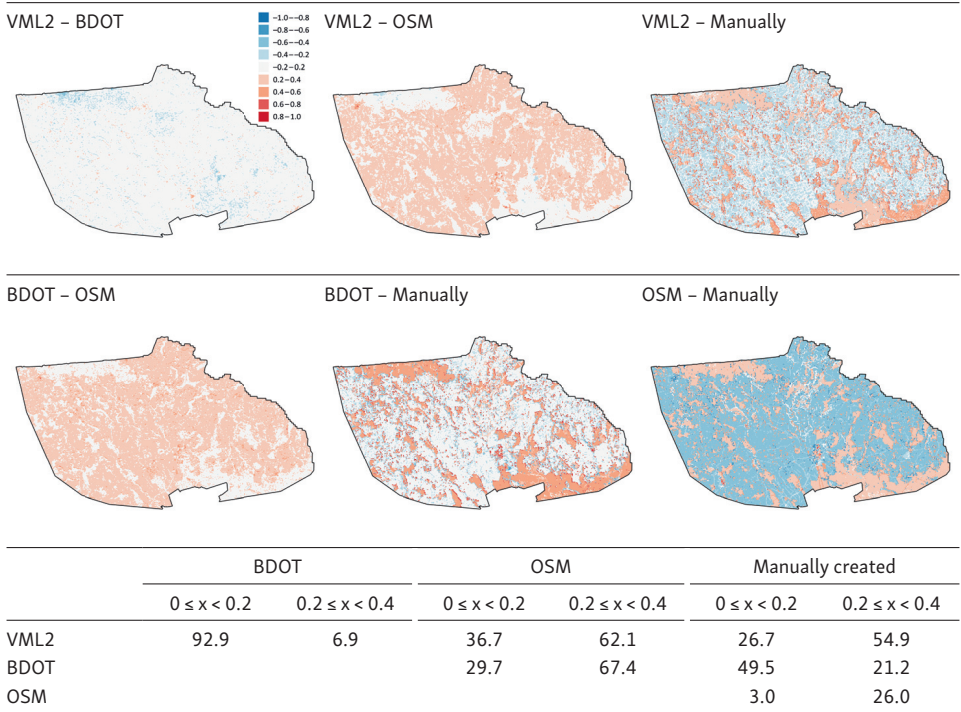 VML2 – BDOT
VML2 – OSM
VML2 – Manually
−1.0–−0.8
−0.8–−0.6
−0.6–−0.4
−0.4–−0.2
−0.2–0.2
0.2–0.4
0.4–0.6
0.6–0.8
0.8–1.0
BDOT – OSM
BDOT – Manually
OSM – Manually
BDOT OSM Manually created
0 ≤ x < 0.2 0.2 ≤ x < 0.4 0 ≤ x < 0.2 0.2 ≤ x < 0.4 0 ≤ x < 0.2 0.2 ≤ x < 0.4
VML2 92.9 6.9 36.7 62.1 26.7 54.9
BDOT 29.7 67.4 49.5 21.2
OSM 3.0 26.0